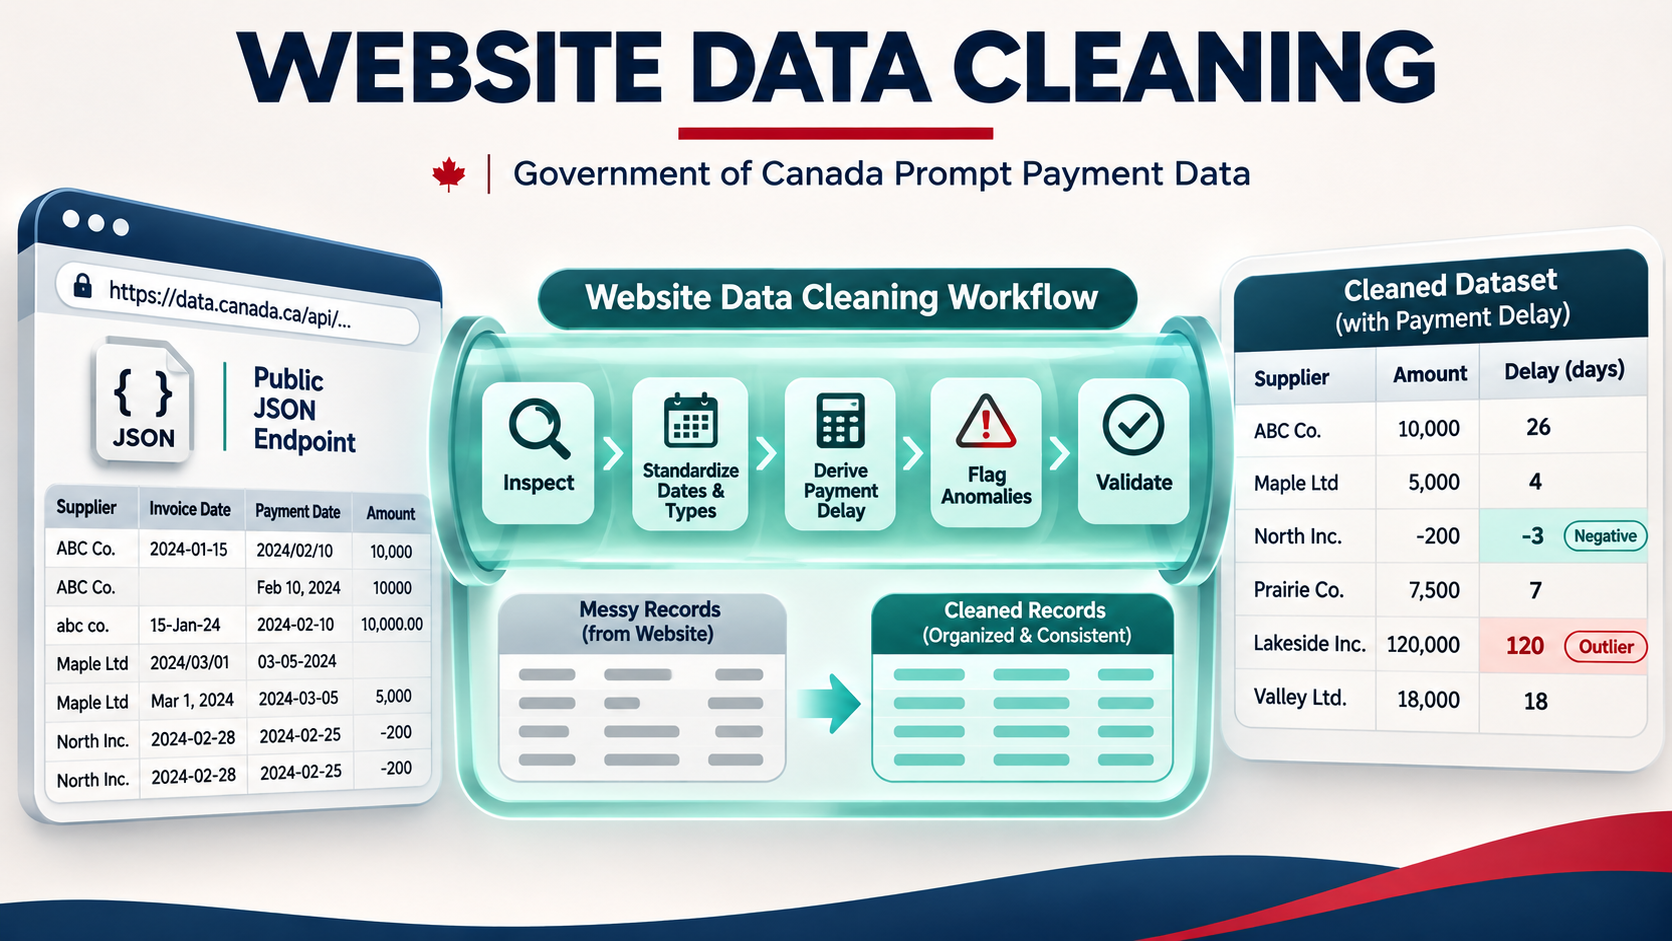 WEBSITE DATA CLEANING
Government of Canada Prompt Payment Data
https://data.canada.ca/api/...
{ }
JSON
Public
JSON
Endpoint
Supplier Invoice Date Payment Date Amount
ABC Co. 2024-01-15 2024/02/10 10,000
ABC Co. Feb 10, 2024 10000
abc co. 15-Jan-24 2024-02-10 10,000.00
Maple Ltd 2024/03/01 03-05-2024
Maple Ltd Mar 1, 2024 2024-03-05 5,000
North Inc. 2024-02-28 2024-02-25 -200
North Inc. 2024-02-28 2024-02-25 -200
Website Data Cleaning Workflow
Inspect
Standardize
Dates &
Types
Derive
Payment
Delay
Flag
Anomalies
Validate
Messy Records
(from Website)
Cleaned Records
(Organized & Consistent)
Cleaned Dataset
(with Payment Delay)
Supplier Amount Delay (days)
ABC Co. 10,000 26
Maple Ltd 5,000 4
North Inc. -200 -3 Negative
Prairie Co. 7,500 7
Lakeside Inc. 120,000 120 Outlier
Valley Ltd. 18,000 18